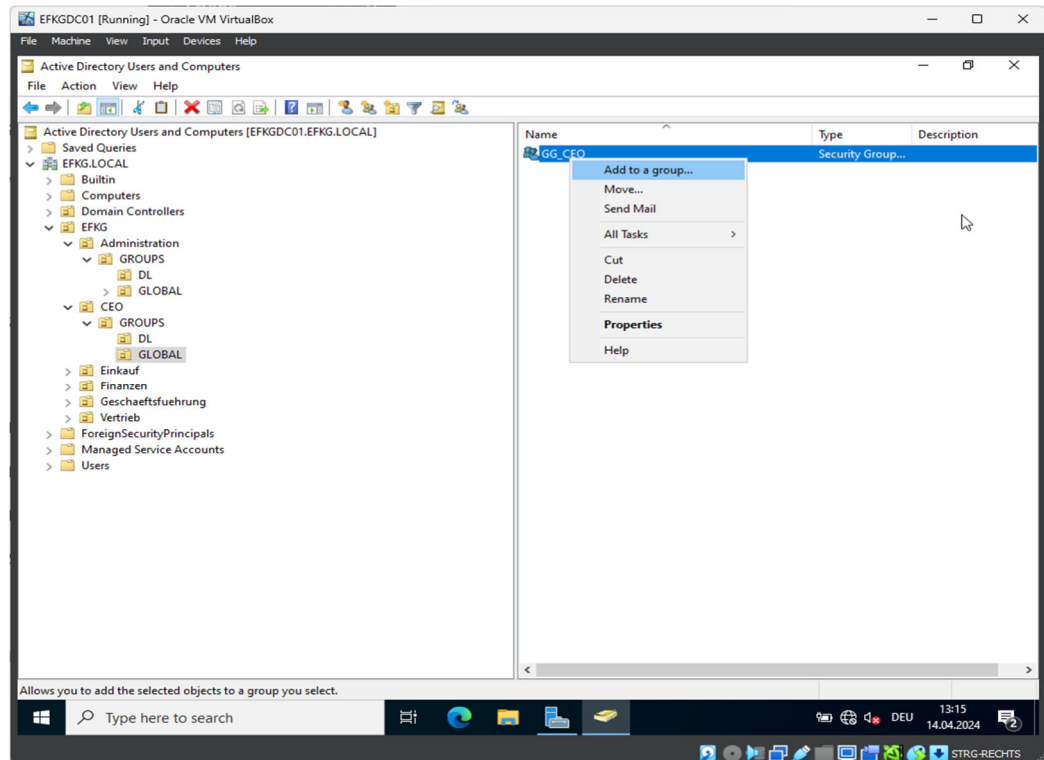 EFKGDC01 [Running] - Oracle VM VirtualBox
File Machine View Input Devices Help
Active Directory Users and Computers
File Action View Help
Active Directory Users and Computers [EFKGDC01.EFKG.LOCAL]
Saved Queries
EFKG.LOCAL
Builtin
Computers
Domain Controllers
EFKG
Administration
GROUPS
DL
GLOBAL
CEO
GROUPS
DL
GLOBAL
Einkauf
Finanzen
Geschaeftsfuehrung
Vertrieb
ForeignSecurityPrincipals
Managed Service Accounts
Users
Name Type Description
GG_CEO Security Group...
Add to a group...
Move...
Send Mail
All Tasks
Cut
Delete
Rename
Properties
Help
Allows you to add the selected objects to a group you select.
Type here to search
DEU
13:15
14.04.2024
2
STRG-RECHTS